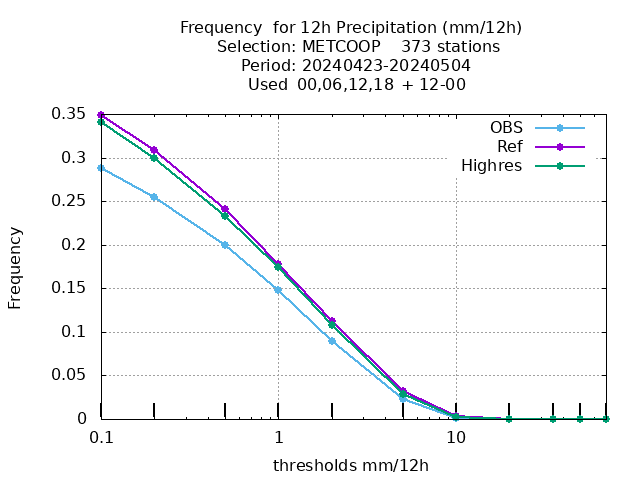 Frequency  for 12h Precipitation (mm/12h)
Selection: METCOOP    373 stations
Period: 20240423-20240504
Used  00,06,12,18 + 12-00
OBS
Ref
Highres
0.35
0.3
0.25
0.2
0.15
0.1
0.05
0
Frequency
0.1
1
10
thresholds mm/12h